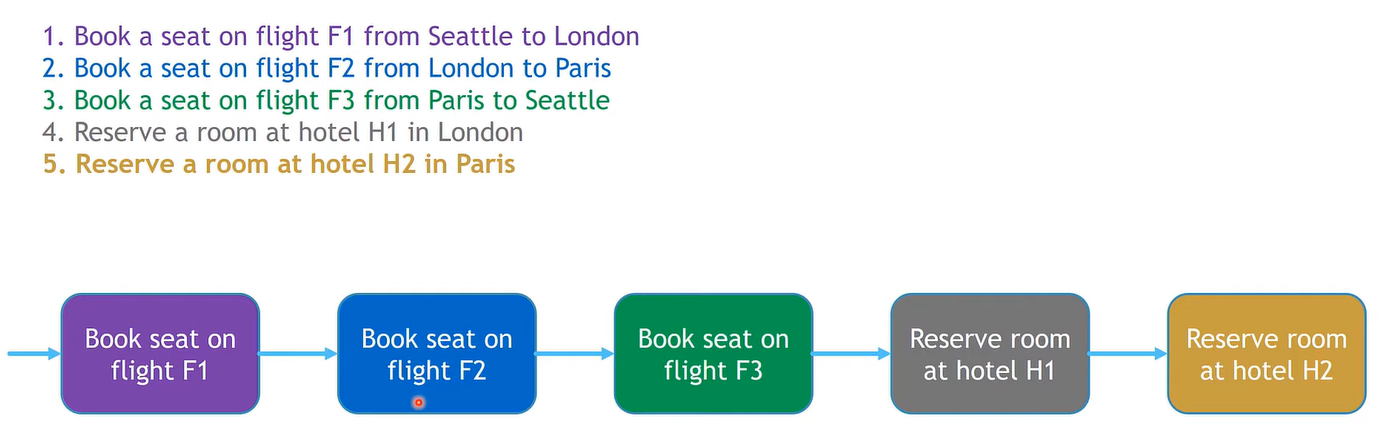 1. Book a seat on flight F1 from Seattle to London
2. Book a seat on flight F2 from London to Paris
3. Book a seat on flight F3 from Paris to Seattle
4. Reserve a room at hotel H1 in London
5. Reserve a room at hotel H2 in Paris
Book seat on
flight F1
Book seat on
flight F2
Book seat on
flight F3
Reserve room
at hotel H1
Reserve room
at hotel H2